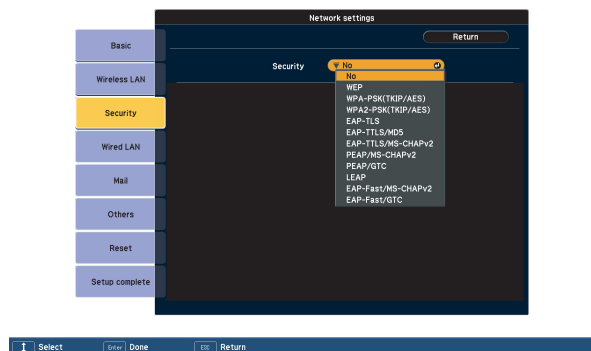 Network settings
Return
Basic
Wireless LAN
Security
Wired LAN
Mail
Others
Reset
Setup complete
Security No
No
WEP
WPA-PSK(TKIP/AES)
WPA2-PSK(TKIP/AES)
EAP-TLS
EAP-TTLS/MD5
EAP-TTLS/MS-CHAPv2
PEAP/MS-CHAPv2
PEAP/GTC
LEAP
EAP-Fast/MS-CHAPv2
EAP-Fast/GTC
Select Enter Done ESC Return